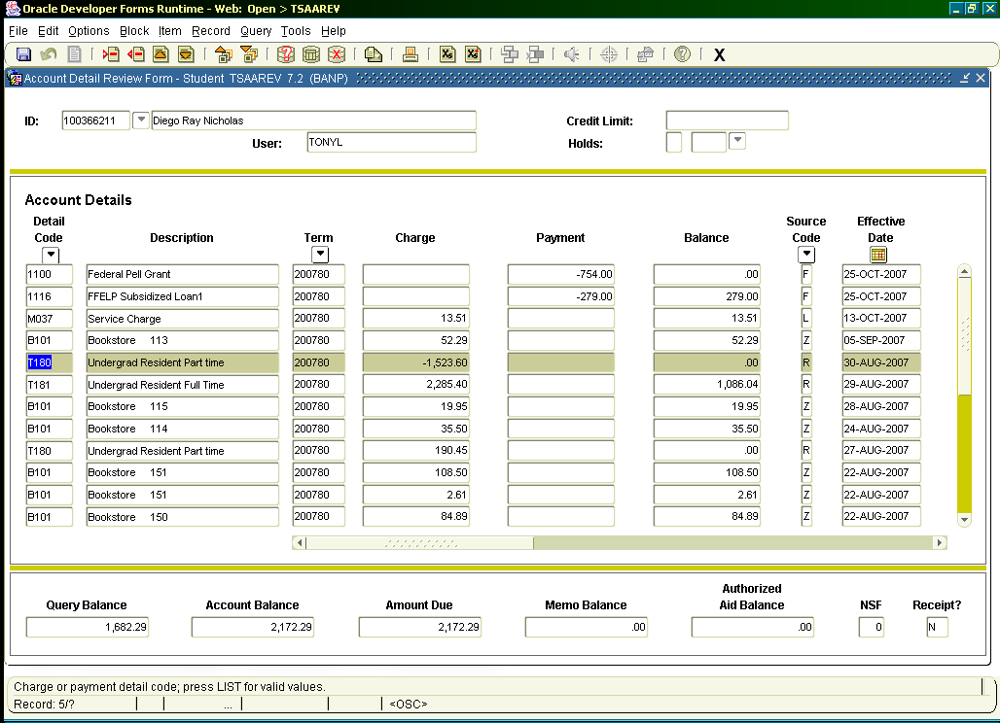 Oracle Developer Forms Runtime - Web: Open > TSAAREV
File Edit Options Block Item Record Query Tools Help
X
Account Detail Review Form - Student TSAAREV 7.2 (BANP)
ID: 100366211 Diego Ray Nicholas Credit Limit:
User: TONYL Holds:
Account Details
Detail Source Effective
Code Description Term Charge Payment Balance Code Date
1100 Federal Pell Grant 200780 -754.00 .00 F 25-OCT-2007
1116 FFELP Subsidized Loan1 200780 -279.00 279.00 F 25-OCT-2007
M037 Service Charge 200780 13.51 13.51 L 13-OCT-2007
B101 Bookstore 113 200780 52.29 52.29 Z 05-SEP-2007
T180 Undergrad Resident Part time 200780 -1,523.60 .00 R 30-AUG-2007
T181 Undergrad Resident Full Time 200780 2,285.40 1,086.04 R 29-AUG-2007
B101 Bookstore 115 200780 19.95 19.95 Z 28-AUG-2007
B101 Bookstore 114 200780 35.50 35.50 Z 24-AUG-2007
T180 Undergrad Resident Part time 200780 190.45 .00 R 27-AUG-2007
B101 Bookstore 151 200780 108.50 108.50 Z 22-AUG-2007
B101 Bookstore 151 200780 2.61 2.61 Z 22-AUG-2007
B101 Bookstore 150 200780 84.89 84.89 Z 22-AUG-2007
Authorized
Query Balance Account Balance Amount Due Memo Balance Aid Balance NSF Receipt?
1,682.29 2,172.29 2,172.29 .00 .00 0 N
Charge or payment detail code; press LIST for valid values.
Record: 5/? ... <OSC>